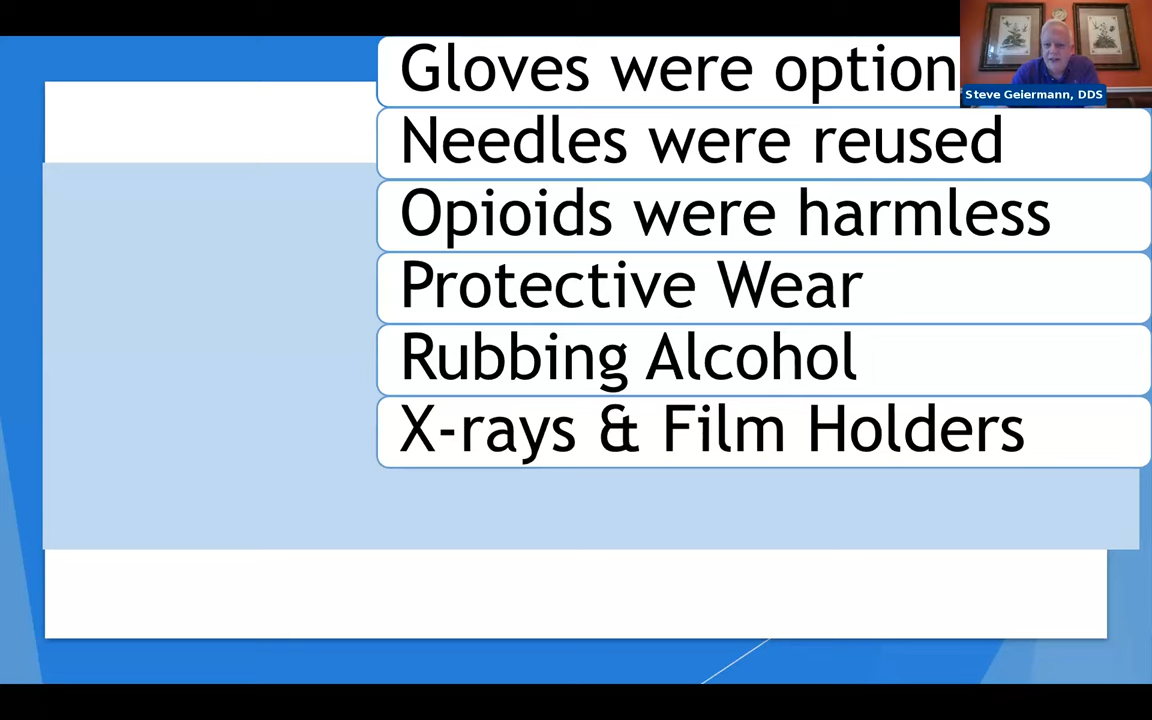 Gloves were option
Steve Geiermann, DDS
Needles were reused
Opioids were harmless
Protective Wear
Rubbing Alcohol
X-rays & Film Holders